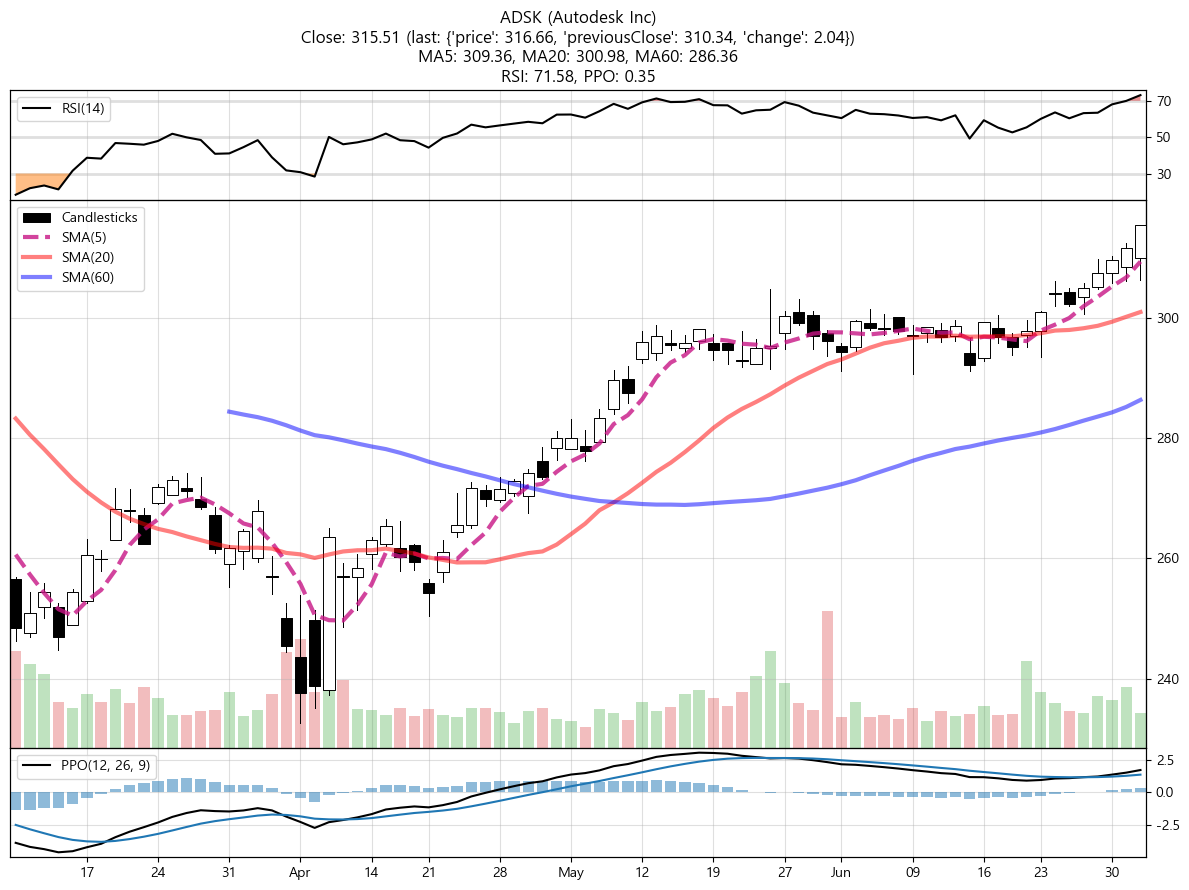 ADSK (Autodesk Inc)
Close: 315.51 (last: {'price': 316.66, 'previousClose': 310.34, 'change': 2.04})
MA5: 309.36, MA20: 300.98, MA60: 286.36
RSI: 71.58, PPO: 0.35
RSI(14)
70
50
30
Candlesticks
SMA(5)
SMA(20)
SMA(60)
300
280
260
240
PPO(12, 26, 9)
2.5
0.0
−2.5
17 24 31 Apr 14 21 28 May 12 19 27 Jun 09 16 23 30